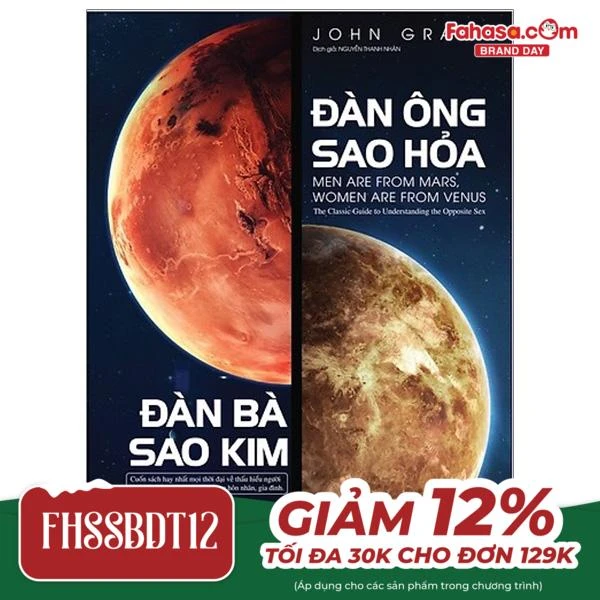 JOHN GRA
Dịch giả: NGUYỄN THANH NHÂN
Fahasa.com
BRAND DAY
ĐÀN ÔNG
SAO HỎA
MEN ARE FROM MARS,
WOMEN ARE FROM VENUS
The Classic Guide to Understanding the Opposite Sex
ĐÀN BÀ
SAO KIM
Cuốn sách hay nhất mọi thời đại về thấu hiểu người
hôn nhân, gia đình.
FHSSBDT12
GIẢM 12%
TỐI ĐA 30K CHO ĐƠN 129K
(Áp dụng cho các sản phẩm trong chương trình)